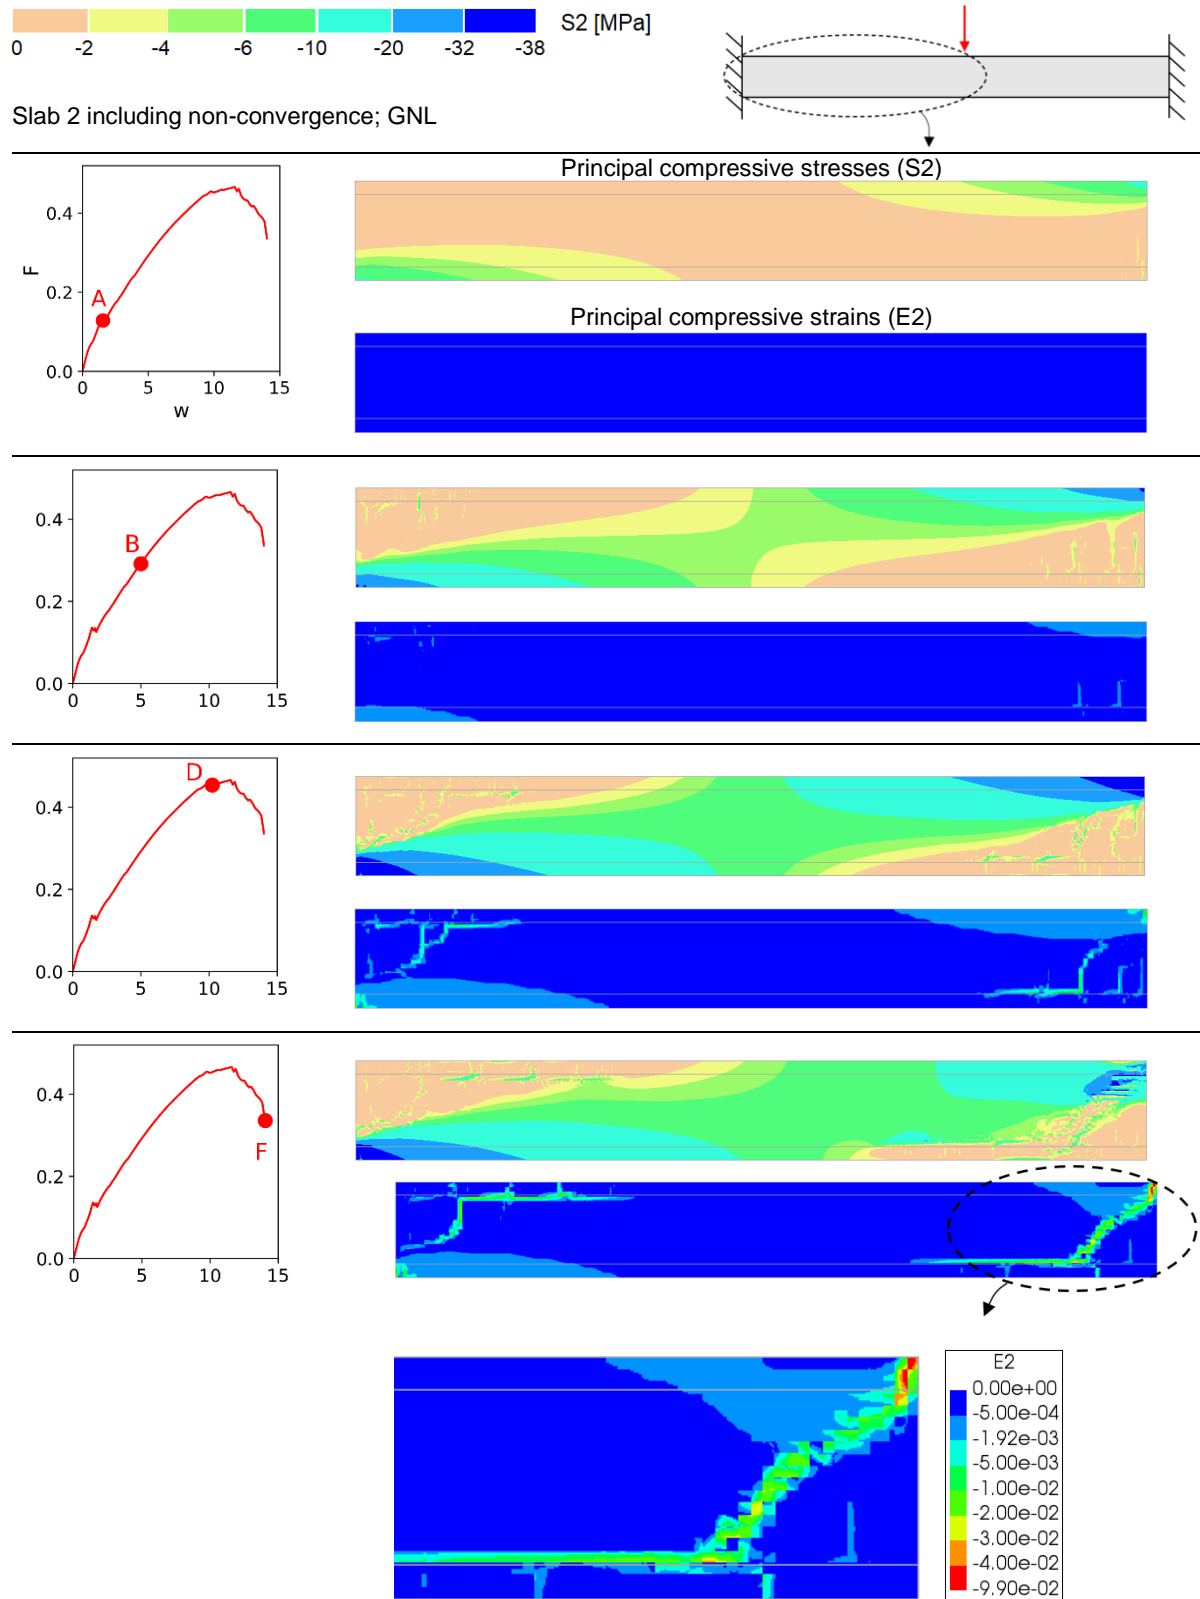 S2 [MPa]
0 -2 -4 -6 -10 -20 -32 -38
Slab 2 including non-convergence; GNL
Principal compressive stresses (S2)
0.4
F
0.2
A
0.0
0 5 10 15
w
Principal compressive strains (E2)
0.4
B
0.2
0.0
0 5 10 15
D
0.4
0.2
0.0
0 5 10 15
0.4
0.2
F
0.0
0 5 10 15
E2
0.00e+00
-5.00e-04
-1.92e-03
-5.00e-03
-1.00e-02
-2.00e-02
-3.00e-02
-4.00e-02
-9.90e-02